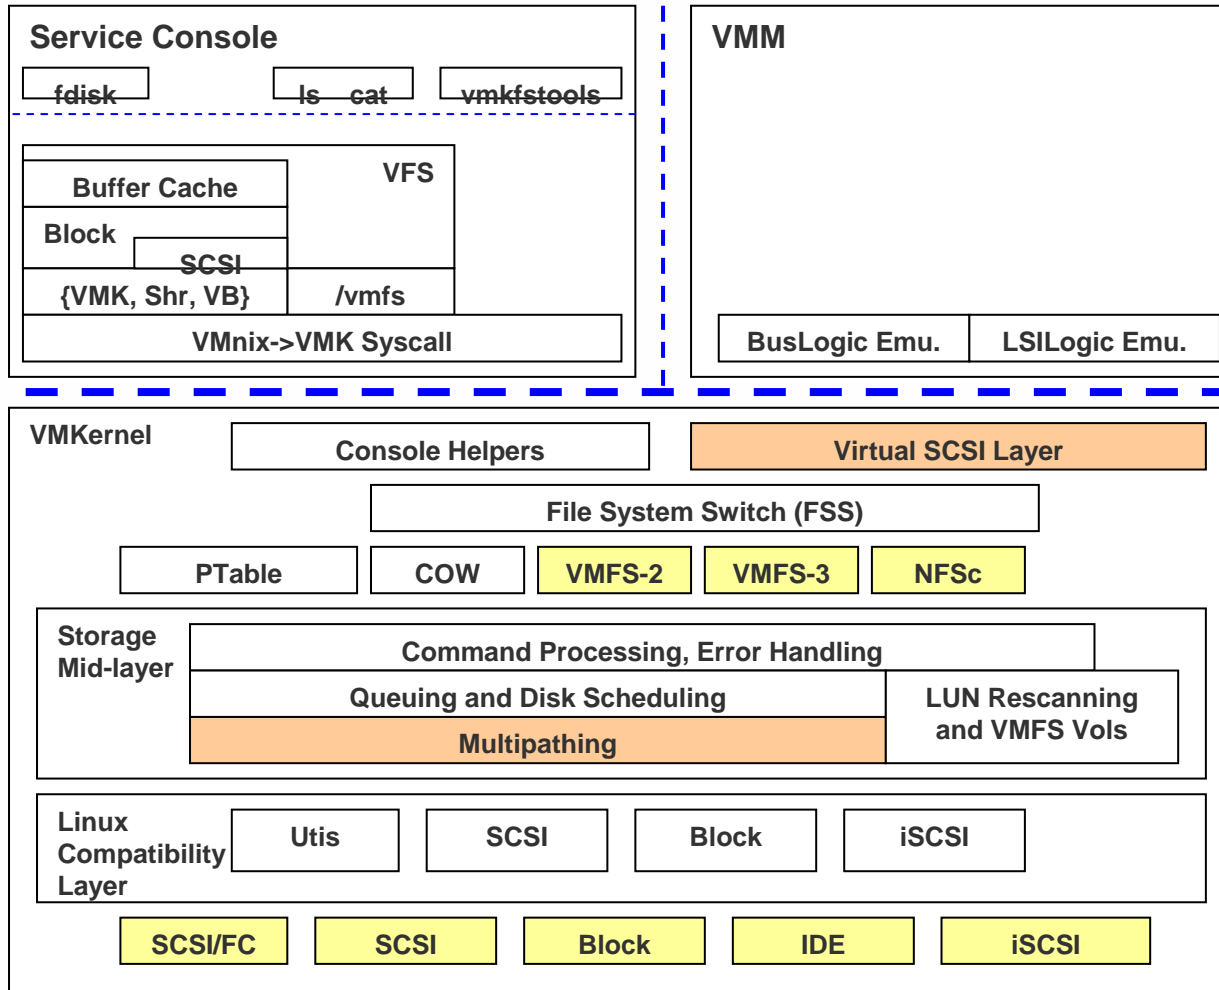 Service Console
VMM
fdisk
ls cat
vmkfstools
VFS
Buffer Cache
Block
SCSI
{VMK, Shr, VB}
/vmfs
VMnix->VMK Syscall
BusLogic Emu.
LSILogic Emu.
VMKernel
Console Helpers
Virtual SCSI Layer
File System Switch (FSS)
PTable
COW
VMFS-2
VMFS-3
NFSc
Storage
Mid-layer
Command Processing, Error Handling
Queuing and Disk Scheduling
LUN Rescanning
and VMFS Vols
Multipathing
Linux
Compatibility
Layer
Utis
SCSI
Block
iSCSI
SCSI/FC
SCSI
Block
IDE
iSCSI